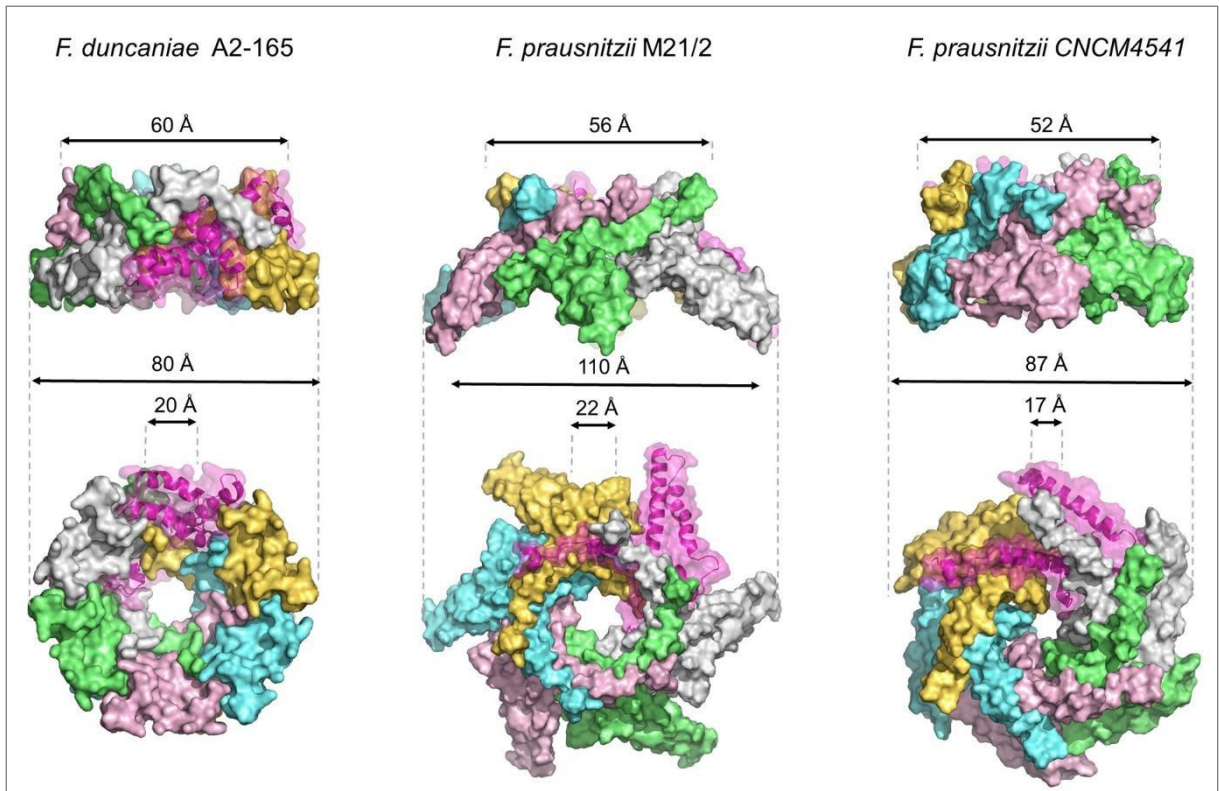 F. duncaniae A2-165
F. prausnitzii M21/2
F. prausnitzii CNCM4541
60 Å
56 Å
52 Å
80 Å
110 Å
87 Å
20 Å
22 Å
17 Å